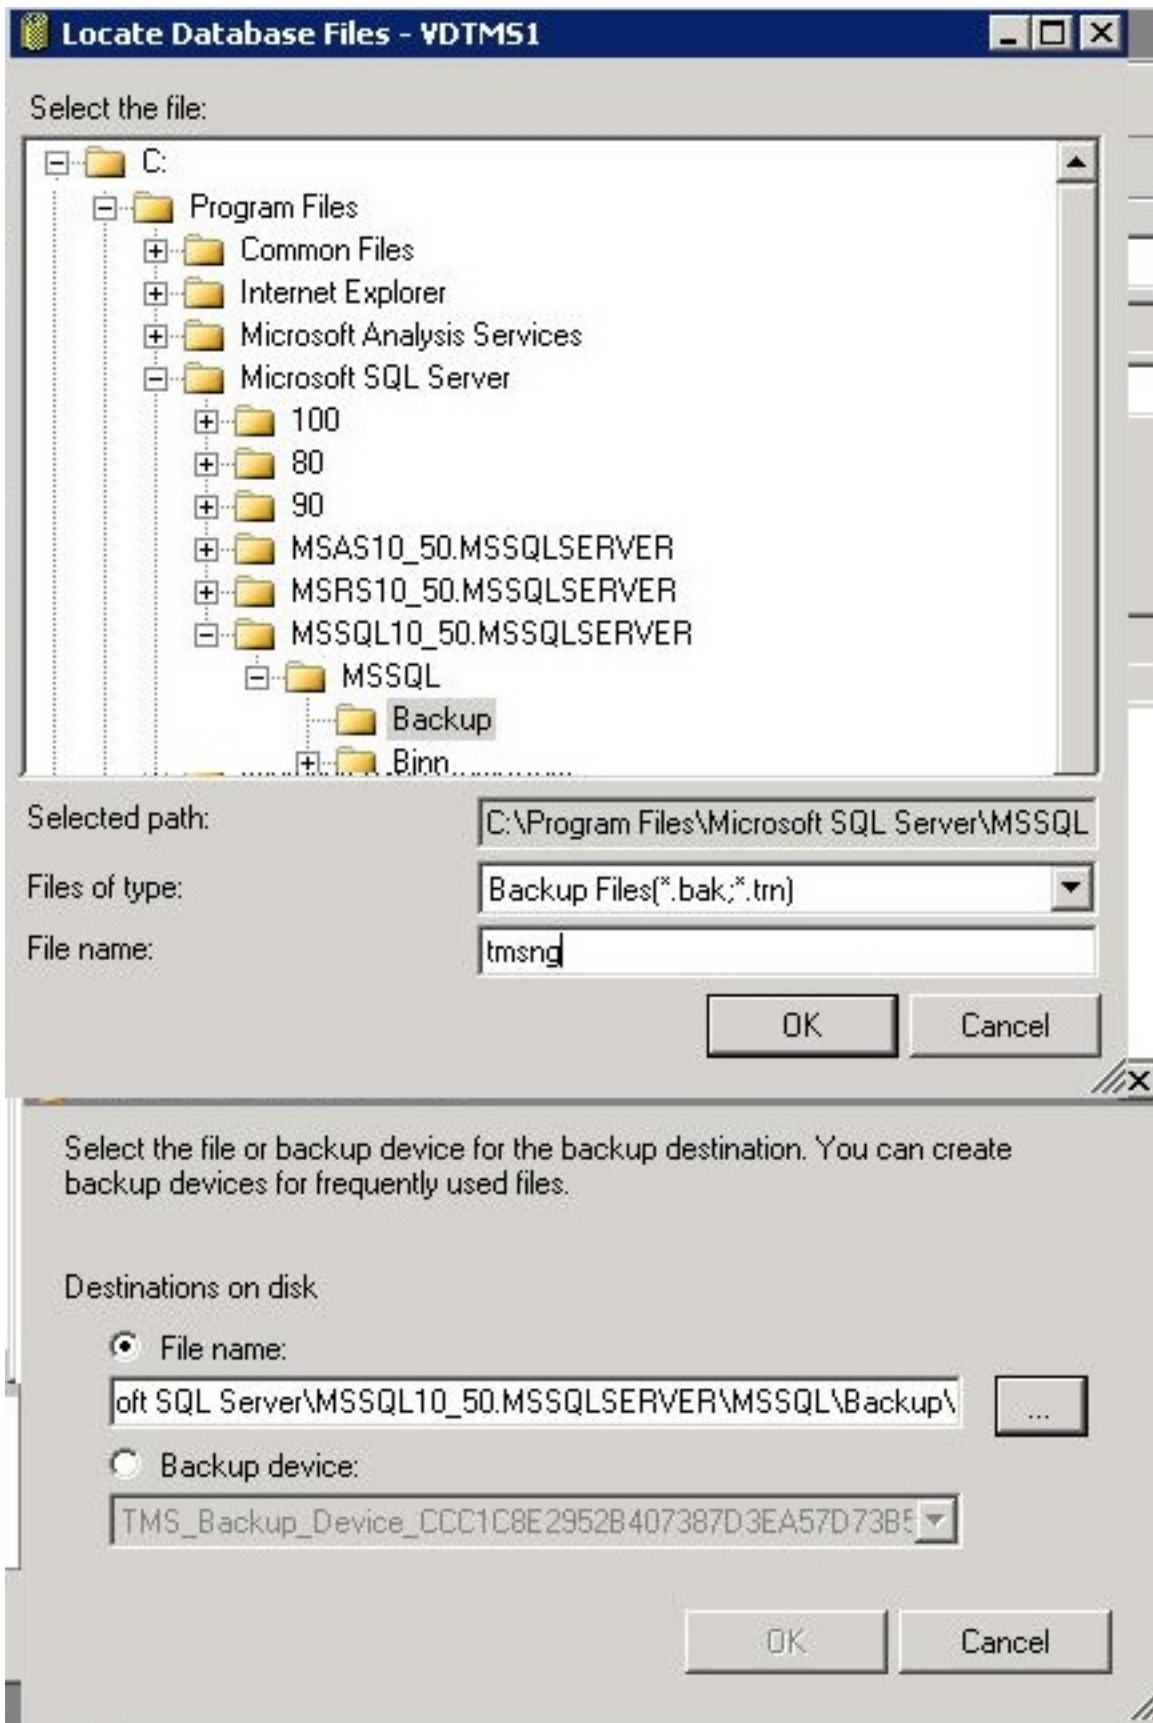 Locate Database Files - VDTMS1
Select the file:
C:
Program Files
Common Files
Internet Explorer
Microsoft Analysis Services
Microsoft SQL Server
100
80
90
MSAS10_50.MSSQLSERVER
MSRS10_50.MSSQLSERVER
MSSQL10_50.MSSQLSERVER
MSSQL
Backup
Binn
Selected path: C:\Program Files\Microsoft SQL Server\MSSQL
Files of type: Backup Files(*.bak;*.trn)
File name: tmsng
OK Cancel
Select the file or backup device for the backup destination. You can create
backup devices for frequently used files.
Destinations on disk
File name:
oft SQL Server\MSSQL10_50.MSSQLSERVER\MSSQL\Backup\
...
Backup device:
TMS_Backup_Device_CCC1C8E2952B407387D3EA57D73B5
OK Cancel